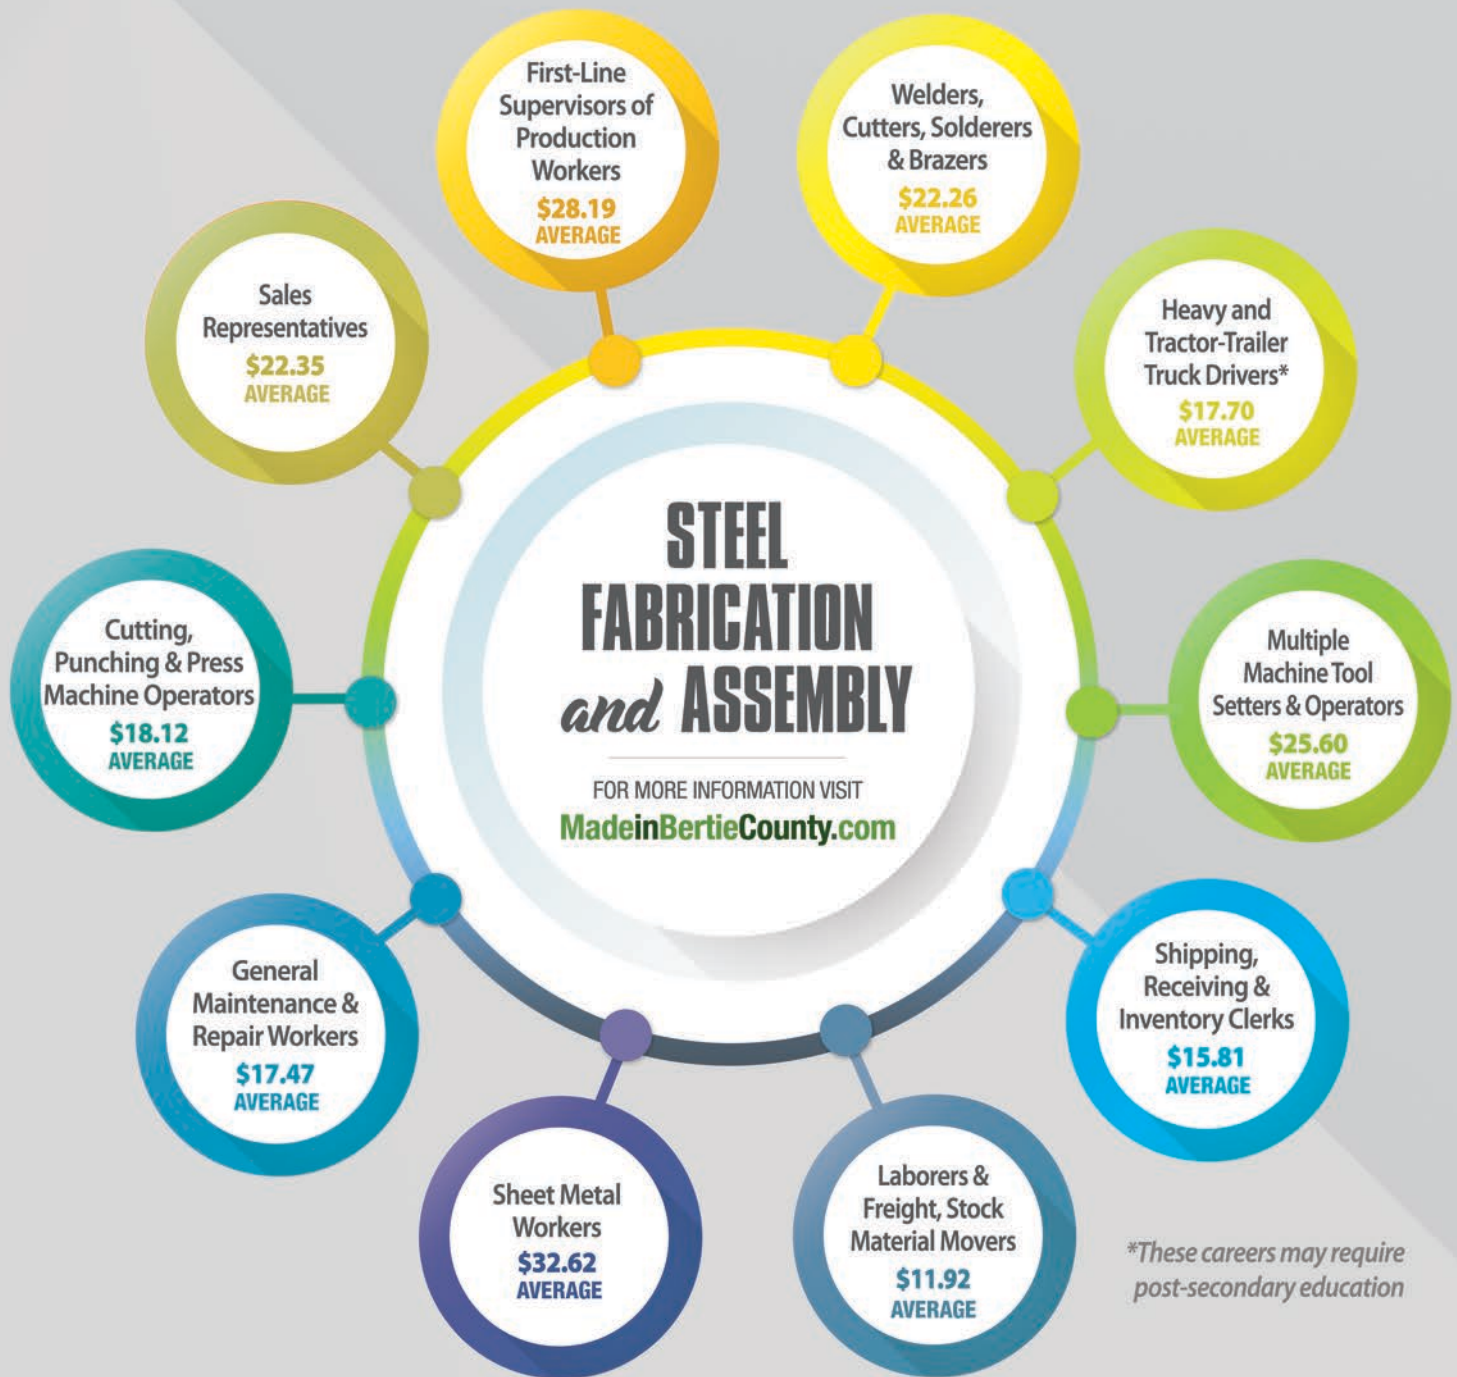 First-Line
Supervisors of
Production
Workers
$28.19
AVERAGE
Welders,
Cutters, Solderers
& Brazers
$22.26
AVERAGE
Heavy and
Tractor-Trailer
Truck Drivers*
$17.70
AVERAGE
Multiple
Machine Tool
Setters & Operators
$25.60
AVERAGE
Shipping,
Receiving &
Inventory Clerks
$15.81
AVERAGE
Laborers &
Freight, Stock
Material Movers
$11.92
AVERAGE
Sheet Metal
Workers
$32.62
AVERAGE
General
Maintenance &
Repair Workers
$17.47
AVERAGE
Cutting,
Punching & Press
Machine Operators
$18.12
AVERAGE
Sales
Representatives
$22.35
AVERAGE
STEEL
FABRICATION
and ASSEMBLY
FOR MORE INFORMATION VISIT
MadeinBertieCounty.com
*These careers may require
post-secondary education